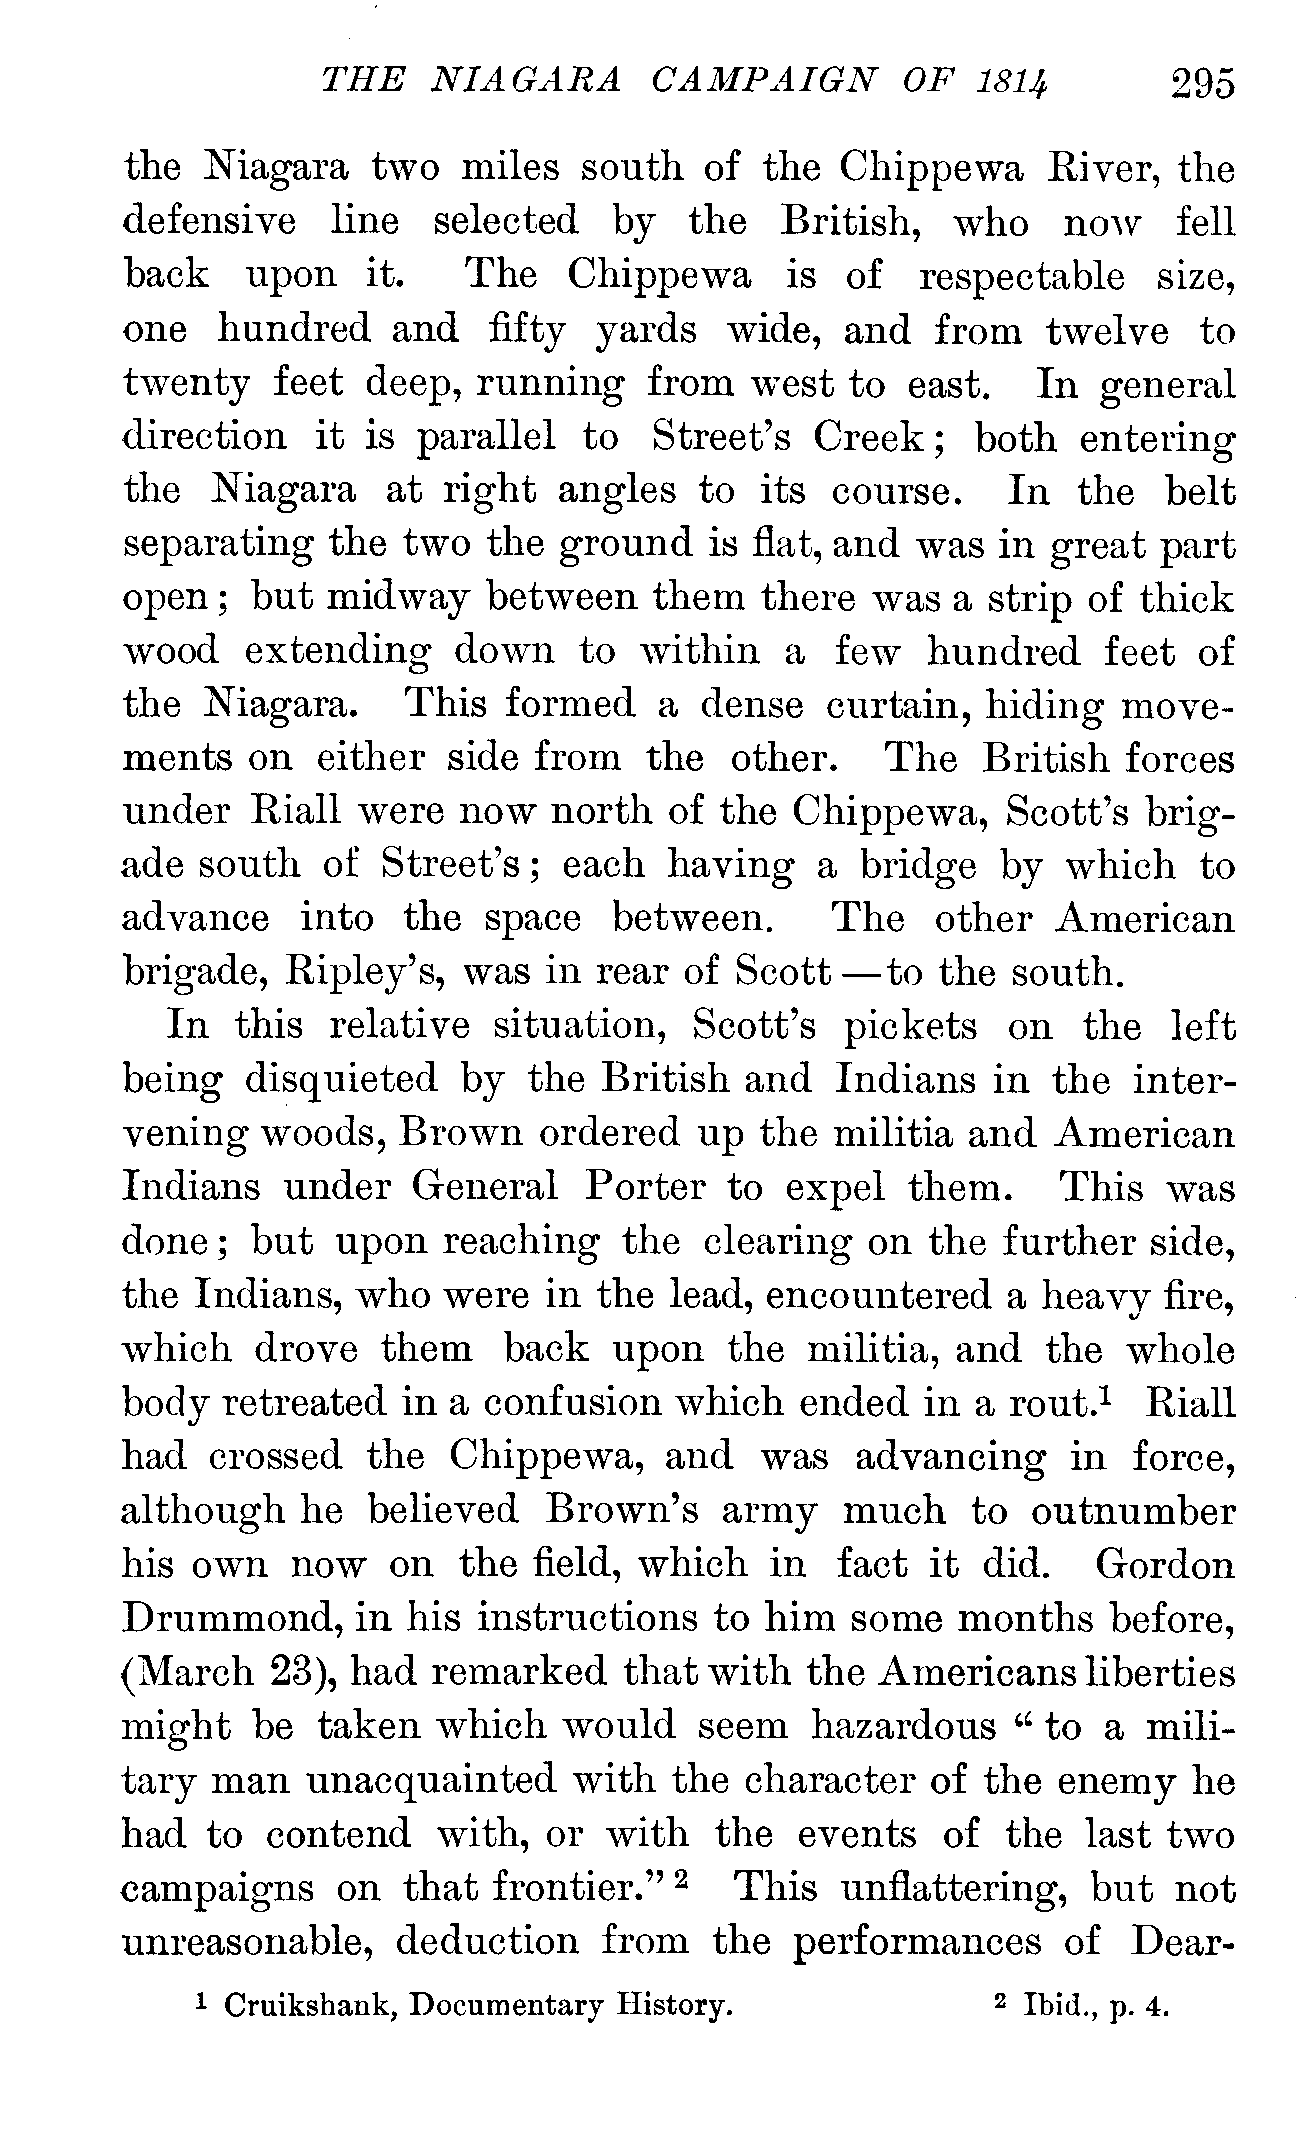 THE NIAGARA CAMPAIGN OF 1814 295
the Niagara two miles south of the Chippewa River, the
defensive line selected by the British, who now fell
back upon it. The Chippewa is of respectable size,
one hundred and fifty yards wide, and from twelve to
twenty feet deep, running from west to east. In general
direction it is parallel to Street's Creek; both entering
the Niagara at right angles to its course. In the belt
separating the two the ground is flat, and was in great part
open; but midway between them there was a strip of thick
wood extending down to within a few hundred feet of
the Niagara. This formed a dense curtain, hiding move-
ments on either side from the other. The British forces
under Riall were now north of the Chippewa, Scott's brig-
ade south of Street's; each having a bridge by which to
advance into the space between. The other American
brigade, Ripley's, was in rear of Scott—to the south.
In this relative situation, Scott's pickets on the left
being disquieted by the British and Indians in the inter-
vening woods, Brown ordered up the militia and American
Indians under General Porter to expel them. This was
done; but upon reaching the clearing on the further side,
the Indians, who were in the lead, encountered a heavy fire,
which drove them back upon the militia, and the whole
body retreated in a confusion which ended in a rout.¹ Riall
had crossed the Chippewa, and was advancing in force,
although he believed Brown's army much to outnumber
his own now on the field, which in fact it did. Gordon
Drummond, in his instructions to him some months before,
(March 23), had remarked that with the Americans liberties
might be taken which would seem hazardous "to a mili-
tary man unacquainted with the character of the enemy he
had to contend with, or with the events of the last two
campaigns on that frontier."² This unflattering, but not
unreasonable, deduction from the performances of Dear-
¹ Cruikshank, Documentary History. ² Ibid., p. 4.